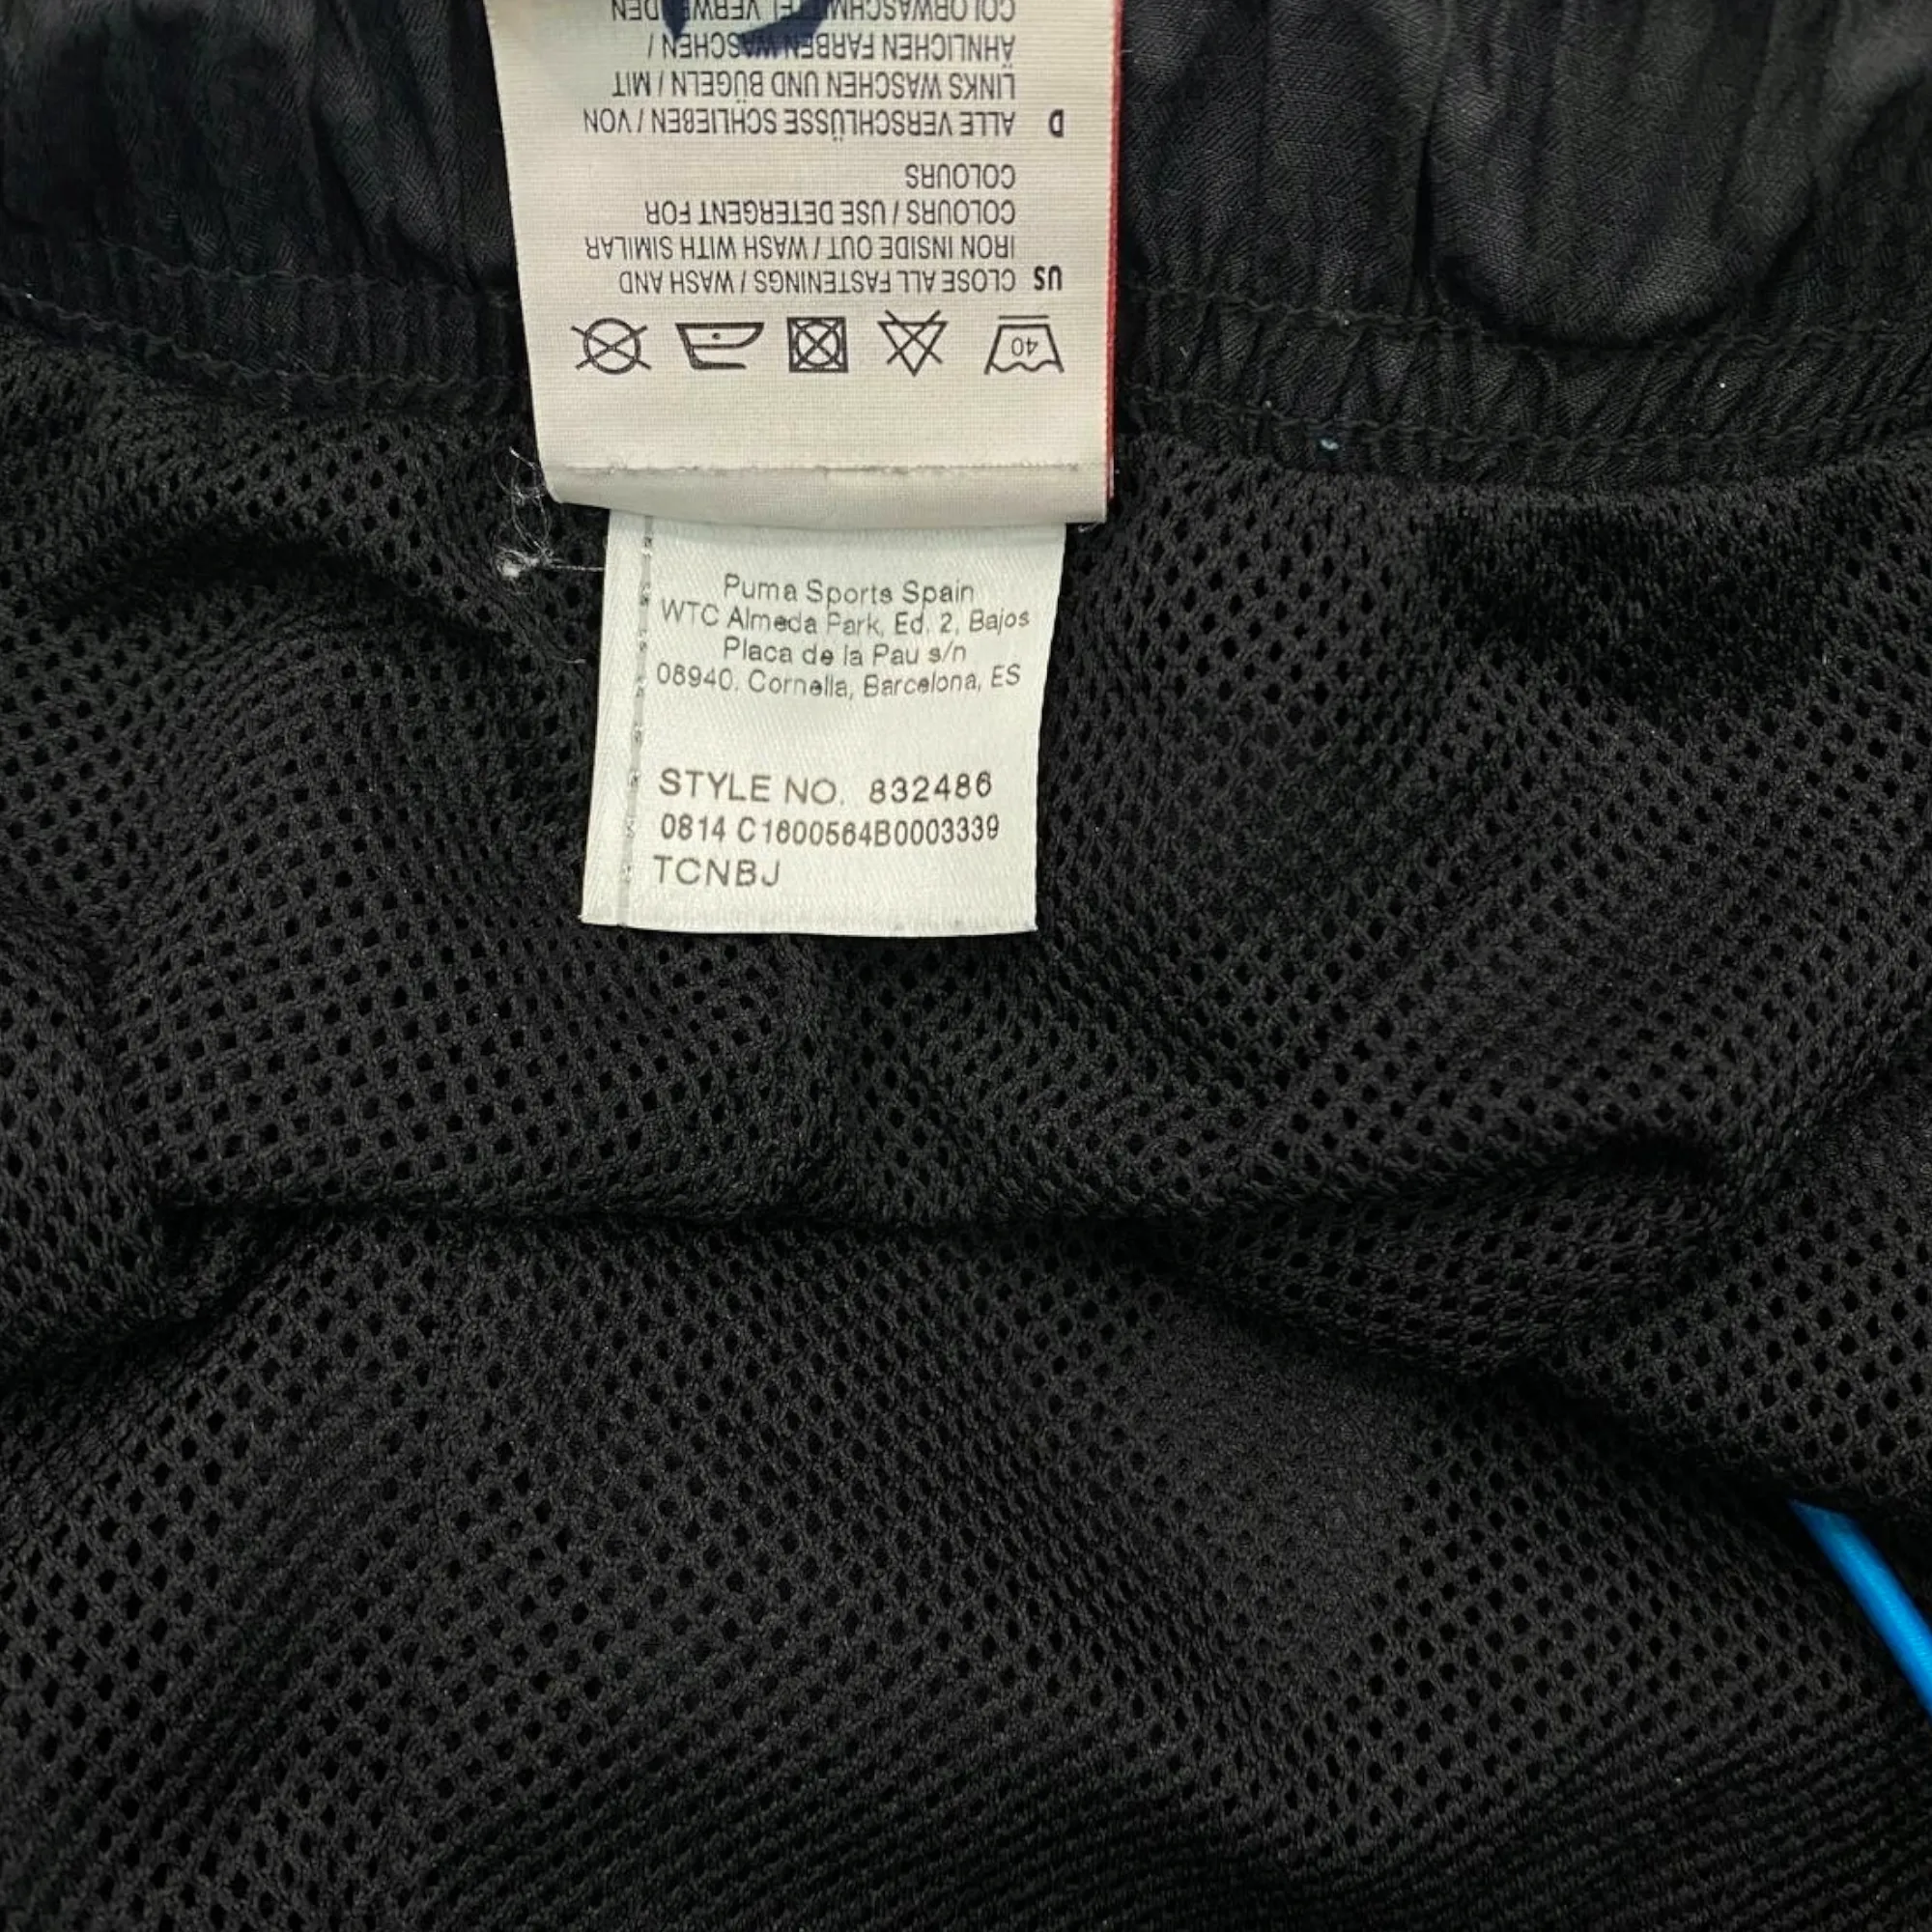 US CLOSE ALL FASTENINGS / WASH AND
IRON INSIDE OUT / WASH WITH SIMILAR
COLOURS / USE DETERGENT FOR
COLOURS
D ALLE VERSCHLÜSSE SCHLIEßEN / VON
LINKS WASCHEN UND BÜGELN / MIT
ÄHNLICHEN FARBEN WASCHEN /
COLORWASCHMITTEL VERWENDEN
40
Puma Sports Spain
WTC Almeda Park, Ed. 2, Bajos
Placa de la Pau s/n
08940. Cornella, Barcelona, ES
STYLE NO. 832486
0814 C1600564B0003339
TCNBJ